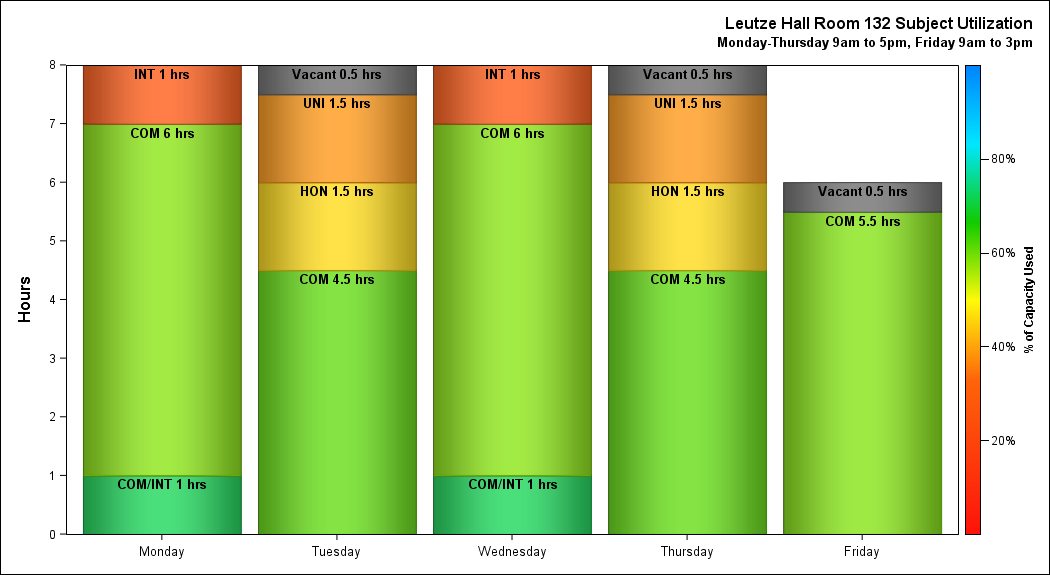 Leutze Hall Room 132 Subject Utilization
Monday-Thursday 9am to 5pm, Friday 9am to 3pm
Hours
8
7
6
5
4
3
2
1
0
INT 1 hrs
COM 6 hrs
COM/INT 1 hrs
Monday
Vacant 0.5 hrs
UNI 1.5 hrs
HON 1.5 hrs
COM 4.5 hrs
Tuesday
INT 1 hrs
COM 6 hrs
COM/INT 1 hrs
Wednesday
Vacant 0.5 hrs
UNI 1.5 hrs
HON 1.5 hrs
COM 4.5 hrs
Thursday
Vacant 0.5 hrs
COM 5.5 hrs
Friday
80%
60%
40%
20%
% of Capacity Used